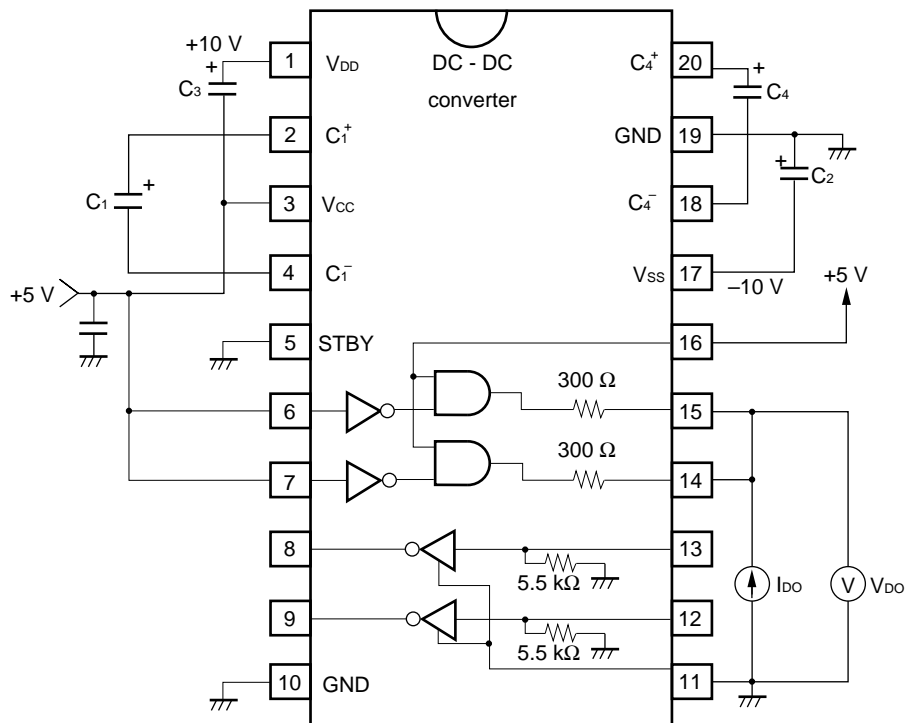 +10 V
+
C3
1
VDD
DC - DC
converter
C4+
20
+
C4
2
C1+
GND
19
+
C1
+
C2
3
VCC
C4−
18
4
C1−
VSS
17
+5 V
–10 V
+5 V
5
STBY
16
300 Ω
6
15
300 Ω
7
14
8
13
5.5 kΩ
IDO
V
VDO
9
12
5.5 kΩ
10
GND
11